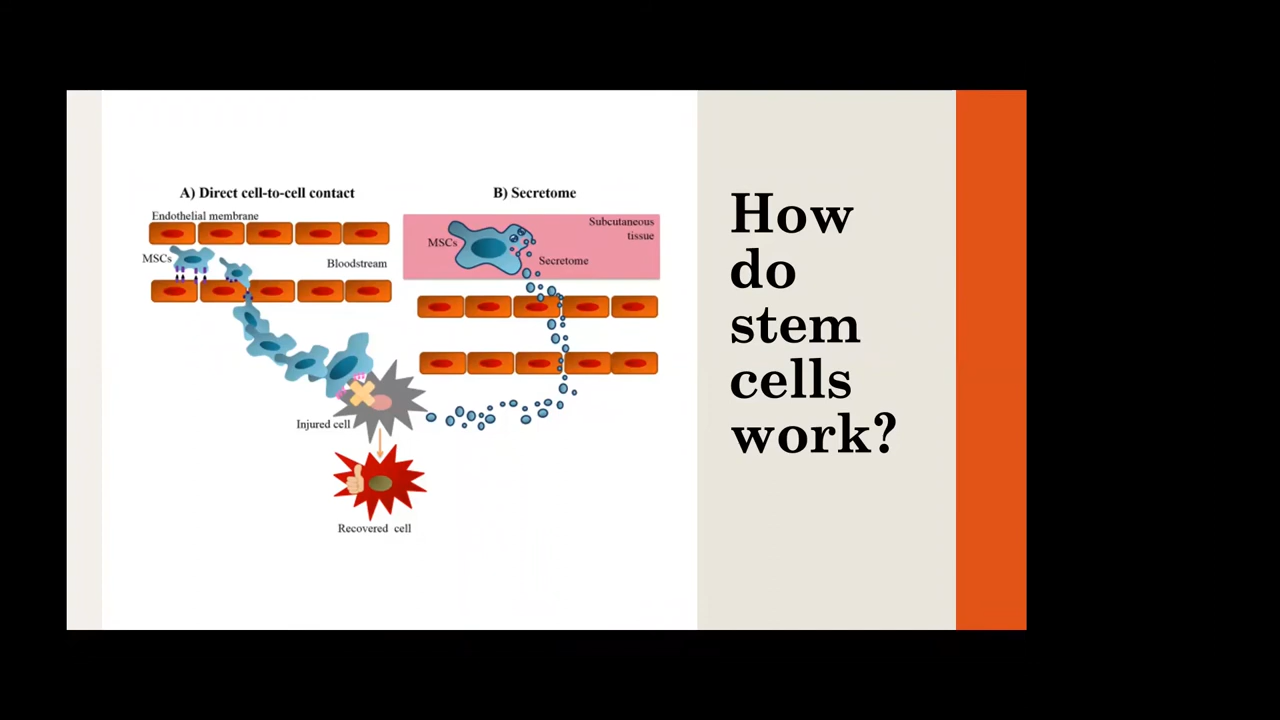 A) Direct cell-to-cell contact
Endothelial membrane
MSCs
Bloodstream
Injured cell
Recovered cell
B) Secretome
Subcutaneous
tissue
MSCs
Secretome
How
do
stem
cells
work?